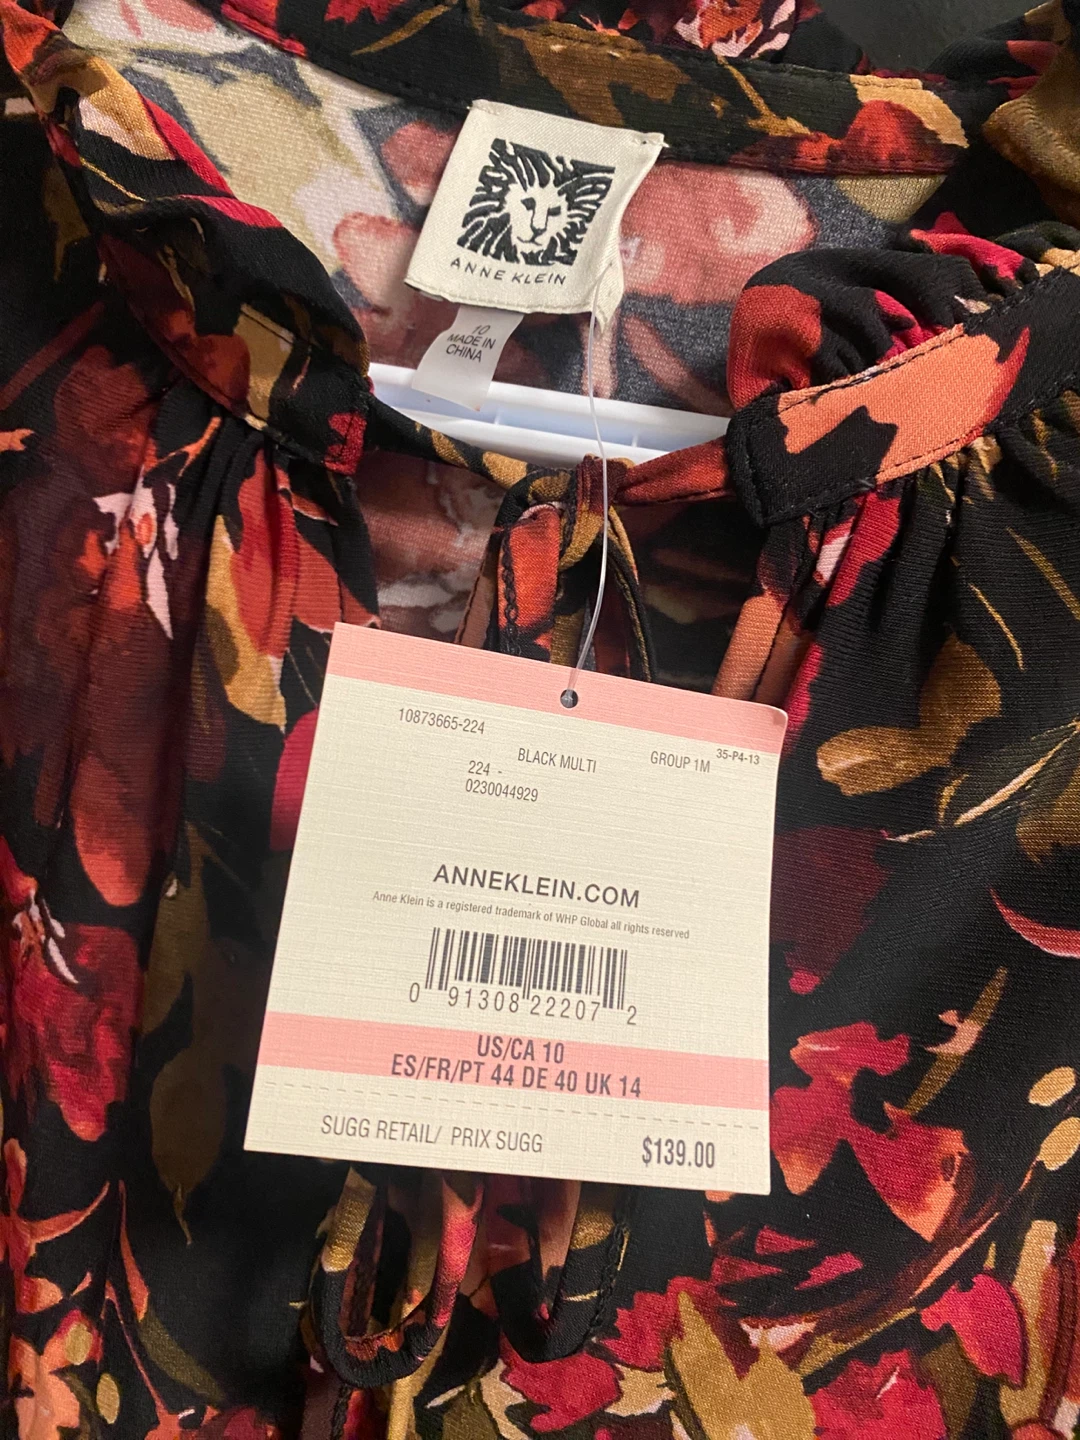 ANNE KLEIN
10
MADE IN
CHINA
10873665-224
BLACK MULTI
GROUP 1M
35-P4-13
224 -
0230044929
ANNEKLEIN.COM
Anne Klein is a registered trademark of WHP Global all rights reserved
0 91308 22207 2
US/CA 10
ES/FR/PT 44 DE 40 UK 14
SUGG RETAIL/ PRIX SUGG $139.00